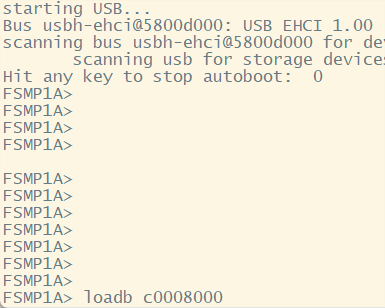 starting USB...
Bus usbh-ehci@5800d000: USB EHCI 1.00
scanning bus usbh-ehci@5800d000 for de
scanning usb for storage devices
Hit any key to stop autoboot:  0
FSMP1A>
FSMP1A>
FSMP1A>
FSMP1A>
FSMP1A>
FSMP1A>
FSMP1A>
FSMP1A>
FSMP1A>
FSMP1A>
FSMP1A>
FSMP1A> loadb c0008000